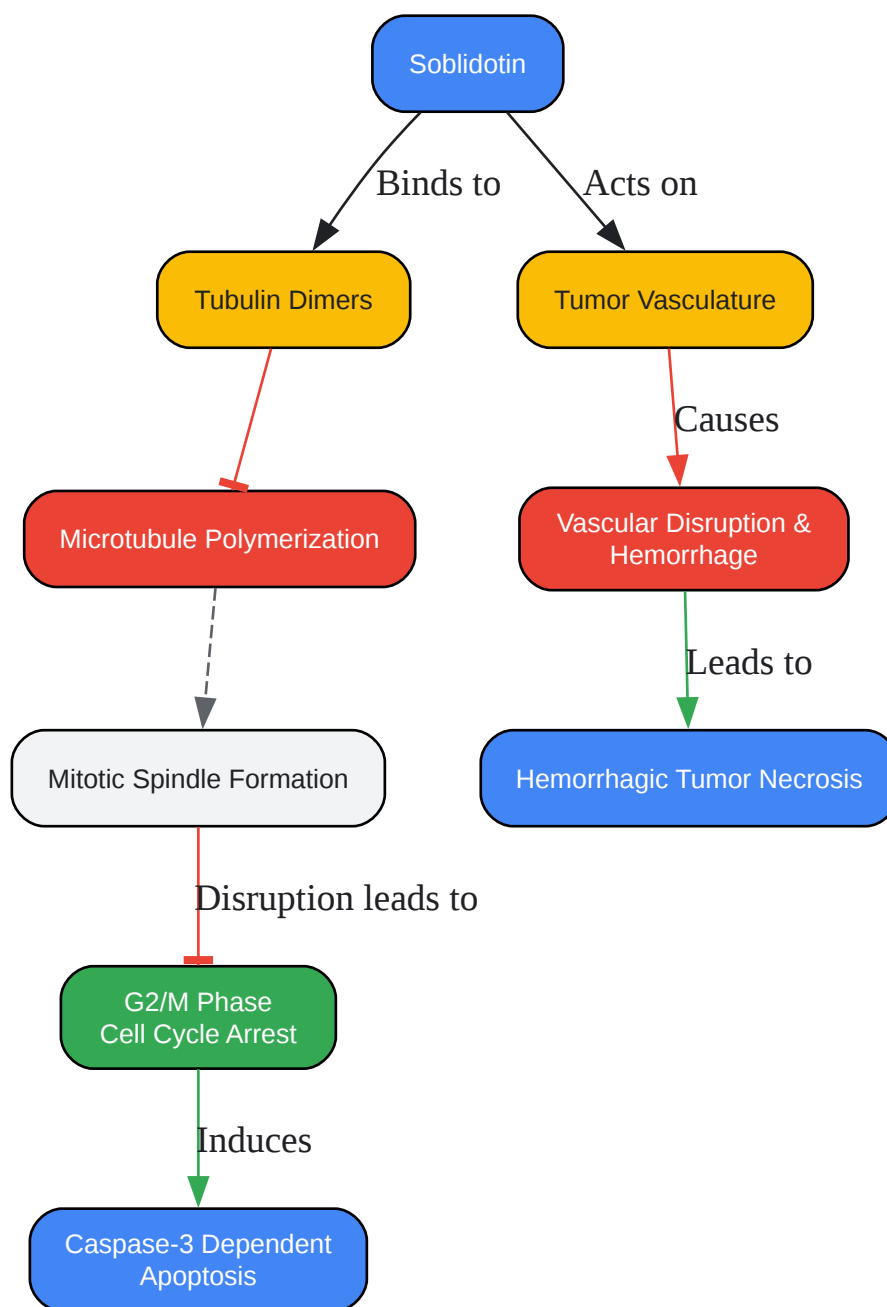 Soblidotin
Binds to
Acts on
Tubulin Dimers
Tumor Vasculature
Causes
Microtubule Polymerization
Vascular Disruption &
Hemorrhage
Leads to
Mitotic Spindle Formation
Hemorrhagic Tumor Necrosis
Disruption leads to
G2/M Phase
Cell Cycle Arrest
Induces
Caspase-3 Dependent
Apoptosis